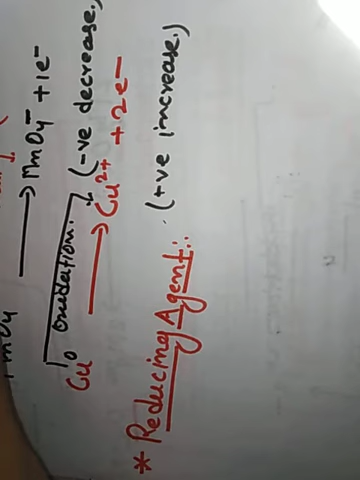 ⟶ MnO4⁻ + 1e⁻
oxidation. (-ve decrease.)
Cu⁰ ⟶ Cu²⁺ + 2e⁻
(+ve increase.)
* Reducing Agent: